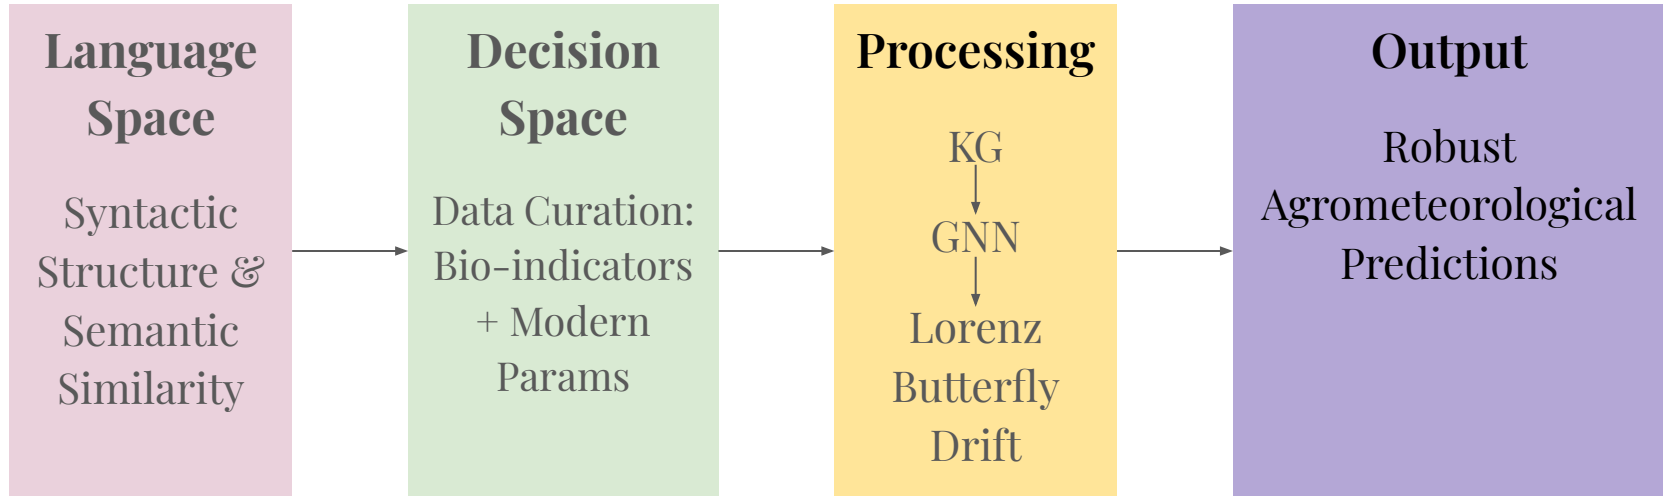 Language
Space
Syntactic
Structure &
Semantic
Similarity
Decision
Space
Data Curation:
Bio-indicators
+ Modern
Params
Processing
KG
GNN
Lorenz
Butterfly
Drift
Output
Robust
Agrometeorological
Predictions